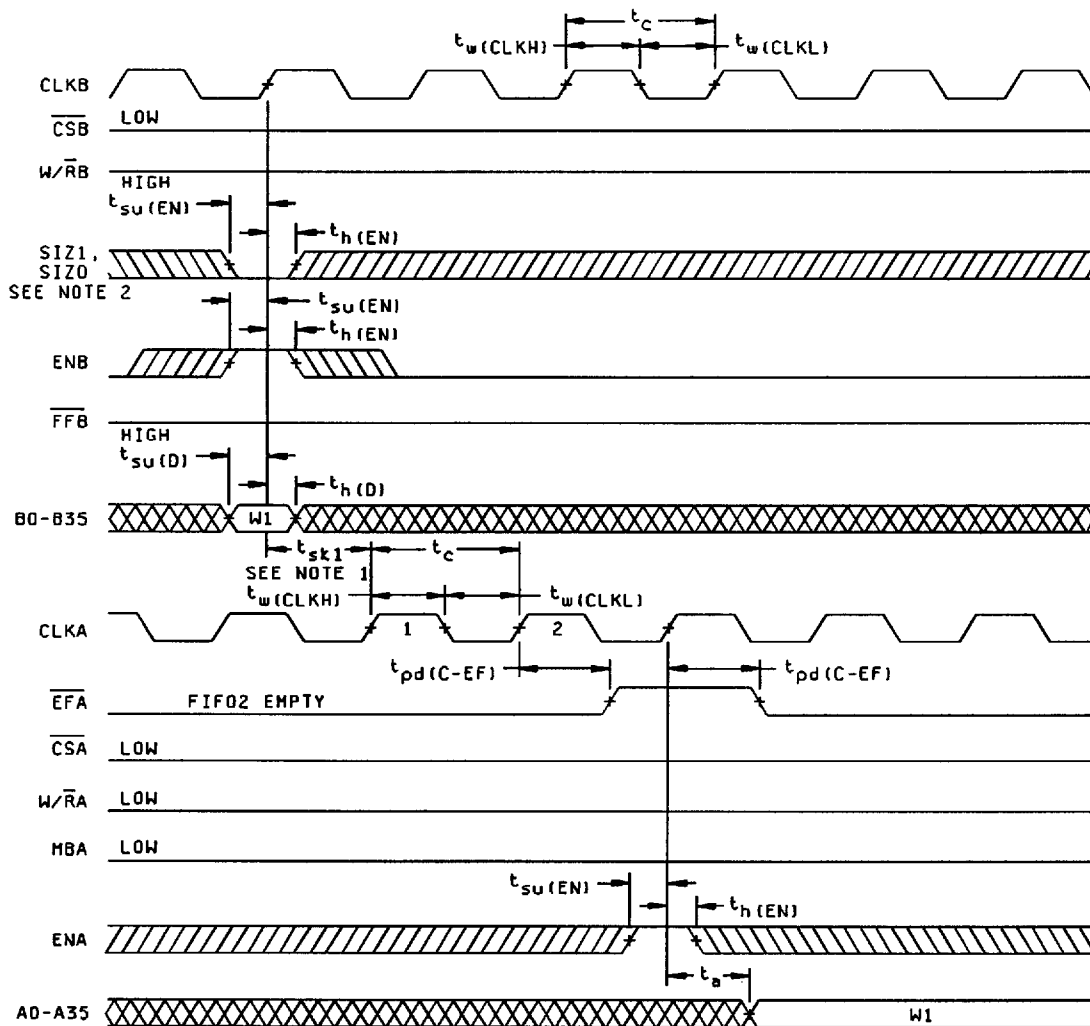 t_c
t_w(CLKH) t_w(CLKL)
CLKB
LOW
CSB
W/RB
HIGH
t_su(EN)
t_h(EN)
SIZ1,
SIZ0
SEE NOTE 2
t_su(EN)
t_h(EN)
ENB
FFB
HIGH
t_su(D)
t_h(D)
B0-B35 W1
t_sk1 t_c
SEE NOTE 1
t_w(CLKH) t_w(CLKL)
CLKA 1 2
t_pd(C-EF) t_pd(C-EF)
EFA FIFO2 EMPTY
CSA LOW
W/RA LOW
MBA LOW
t_su(EN)
t_h(EN)
ENA
t_a
A0-A35 W1